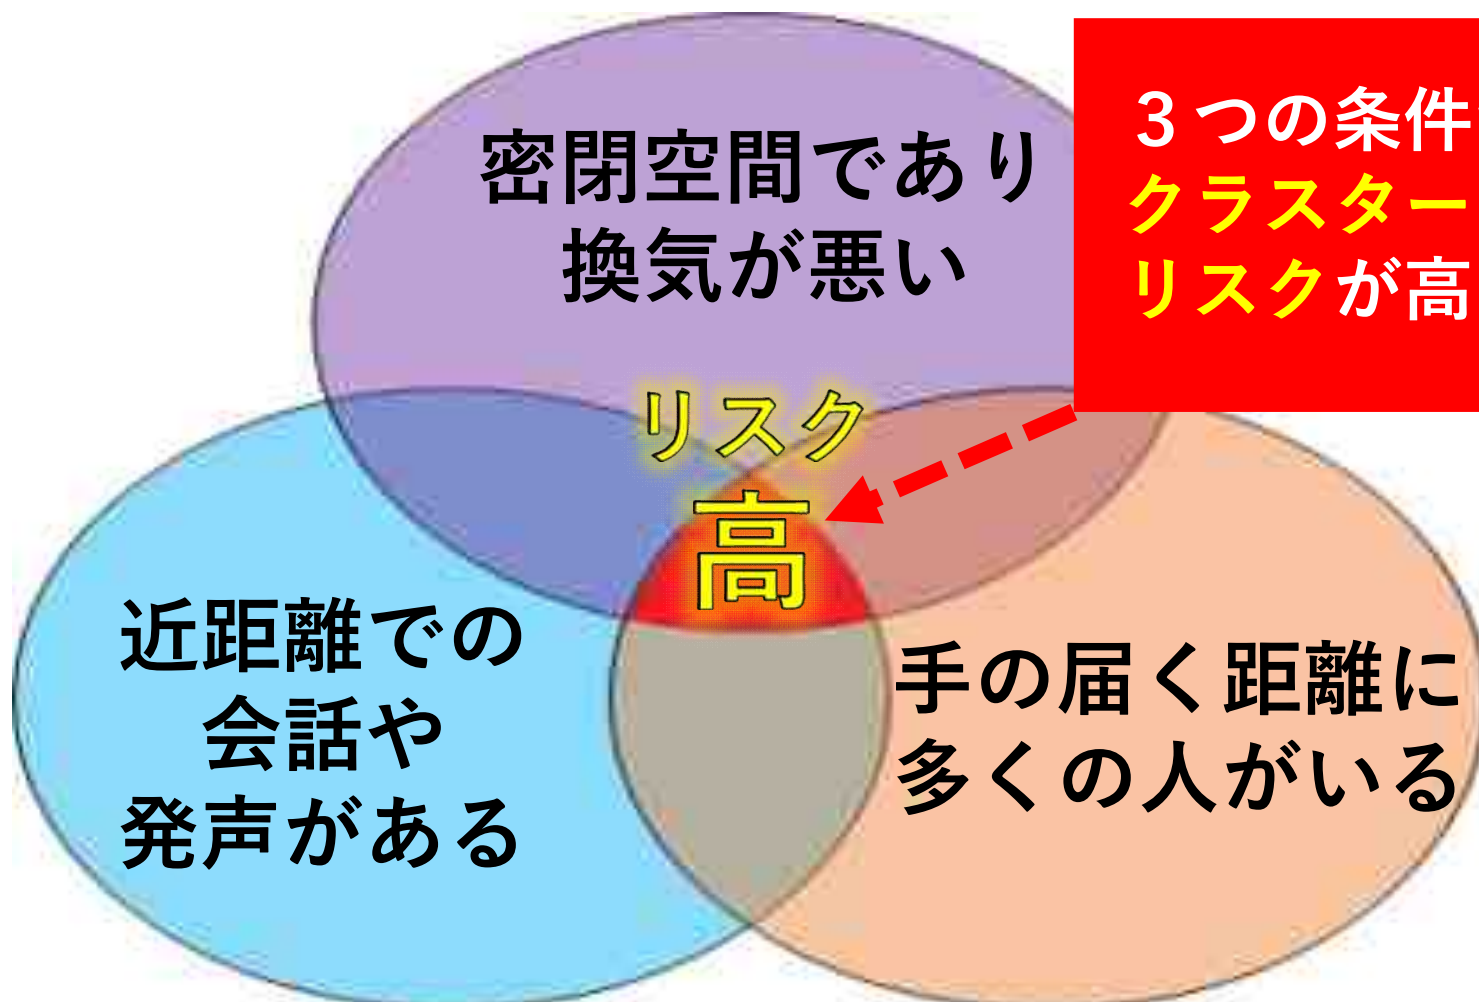 密閉空間であり
換気が悪い
３つの条件
クラスター
リスクが高
リスク
高
近距離での
会話や
発声がある
手の届く距離に
多くの人がいる